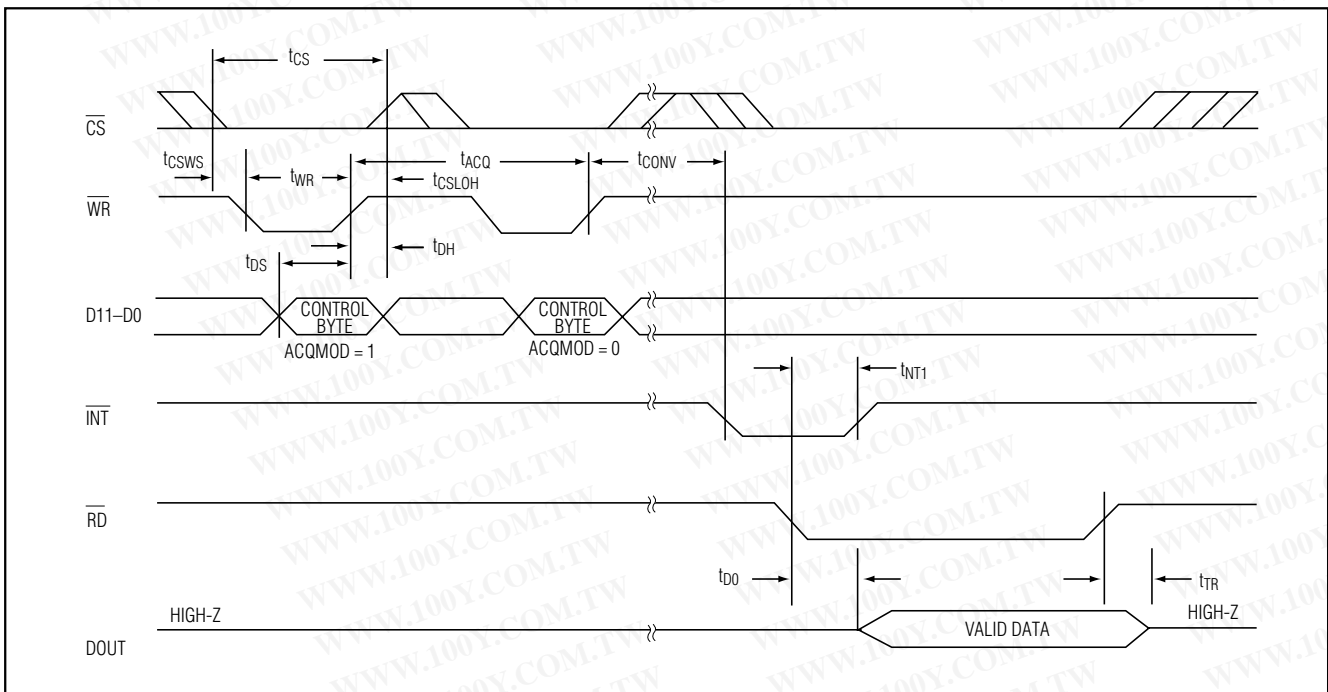 tCS
CS
tCSWS
tWR
tACQ
tCONV
tCSLOH
WR
tDS
tDH
D11–D0
CONTROL
BYTE
CONTROL
BYTE
ACQMOD = 1
ACQMOD = 0
tNT1
INT
RD
tD0
tTR
HIGH-Z
HIGH-Z
VALID DATA
DOUT
WWW.100Y.COM.TW